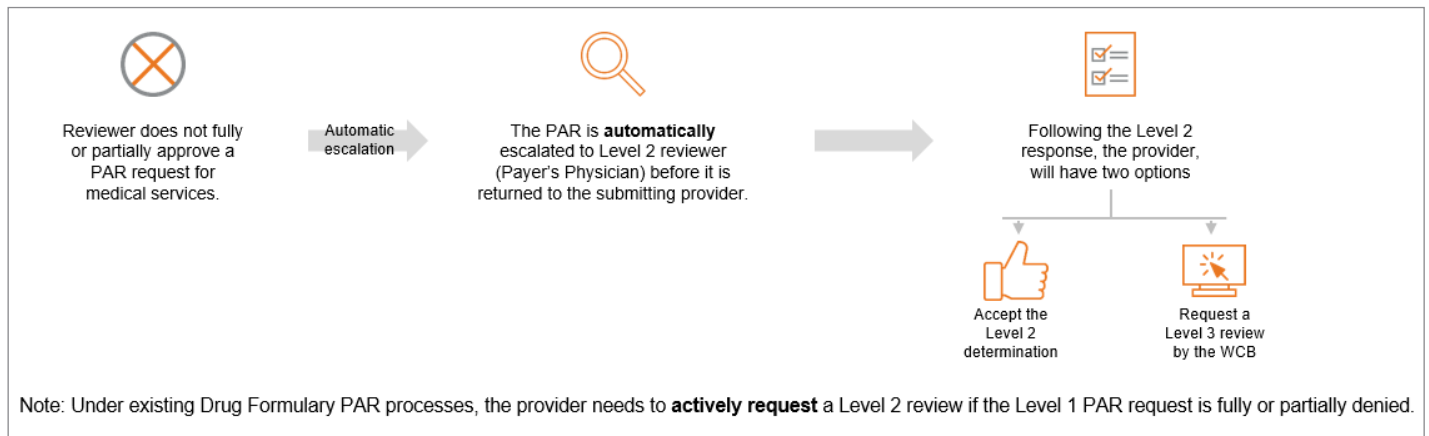 Reviewer does not fully
or partially approve a
PAR request for
medical services.
Automatic
escalation
The PAR is automatically
escalated to Level 2 reviewer
(Payer's Physician) before it is
returned to the submitting provider.
Following the Level 2
response, the provider,
will have two options
Accept the
Level 2
determination
Request a
Level 3 review
by the WCB
Note: Under existing Drug Formulary PAR processes, the provider needs to actively request a Level 2 review if the Level 1 PAR request is fully or partially denied.